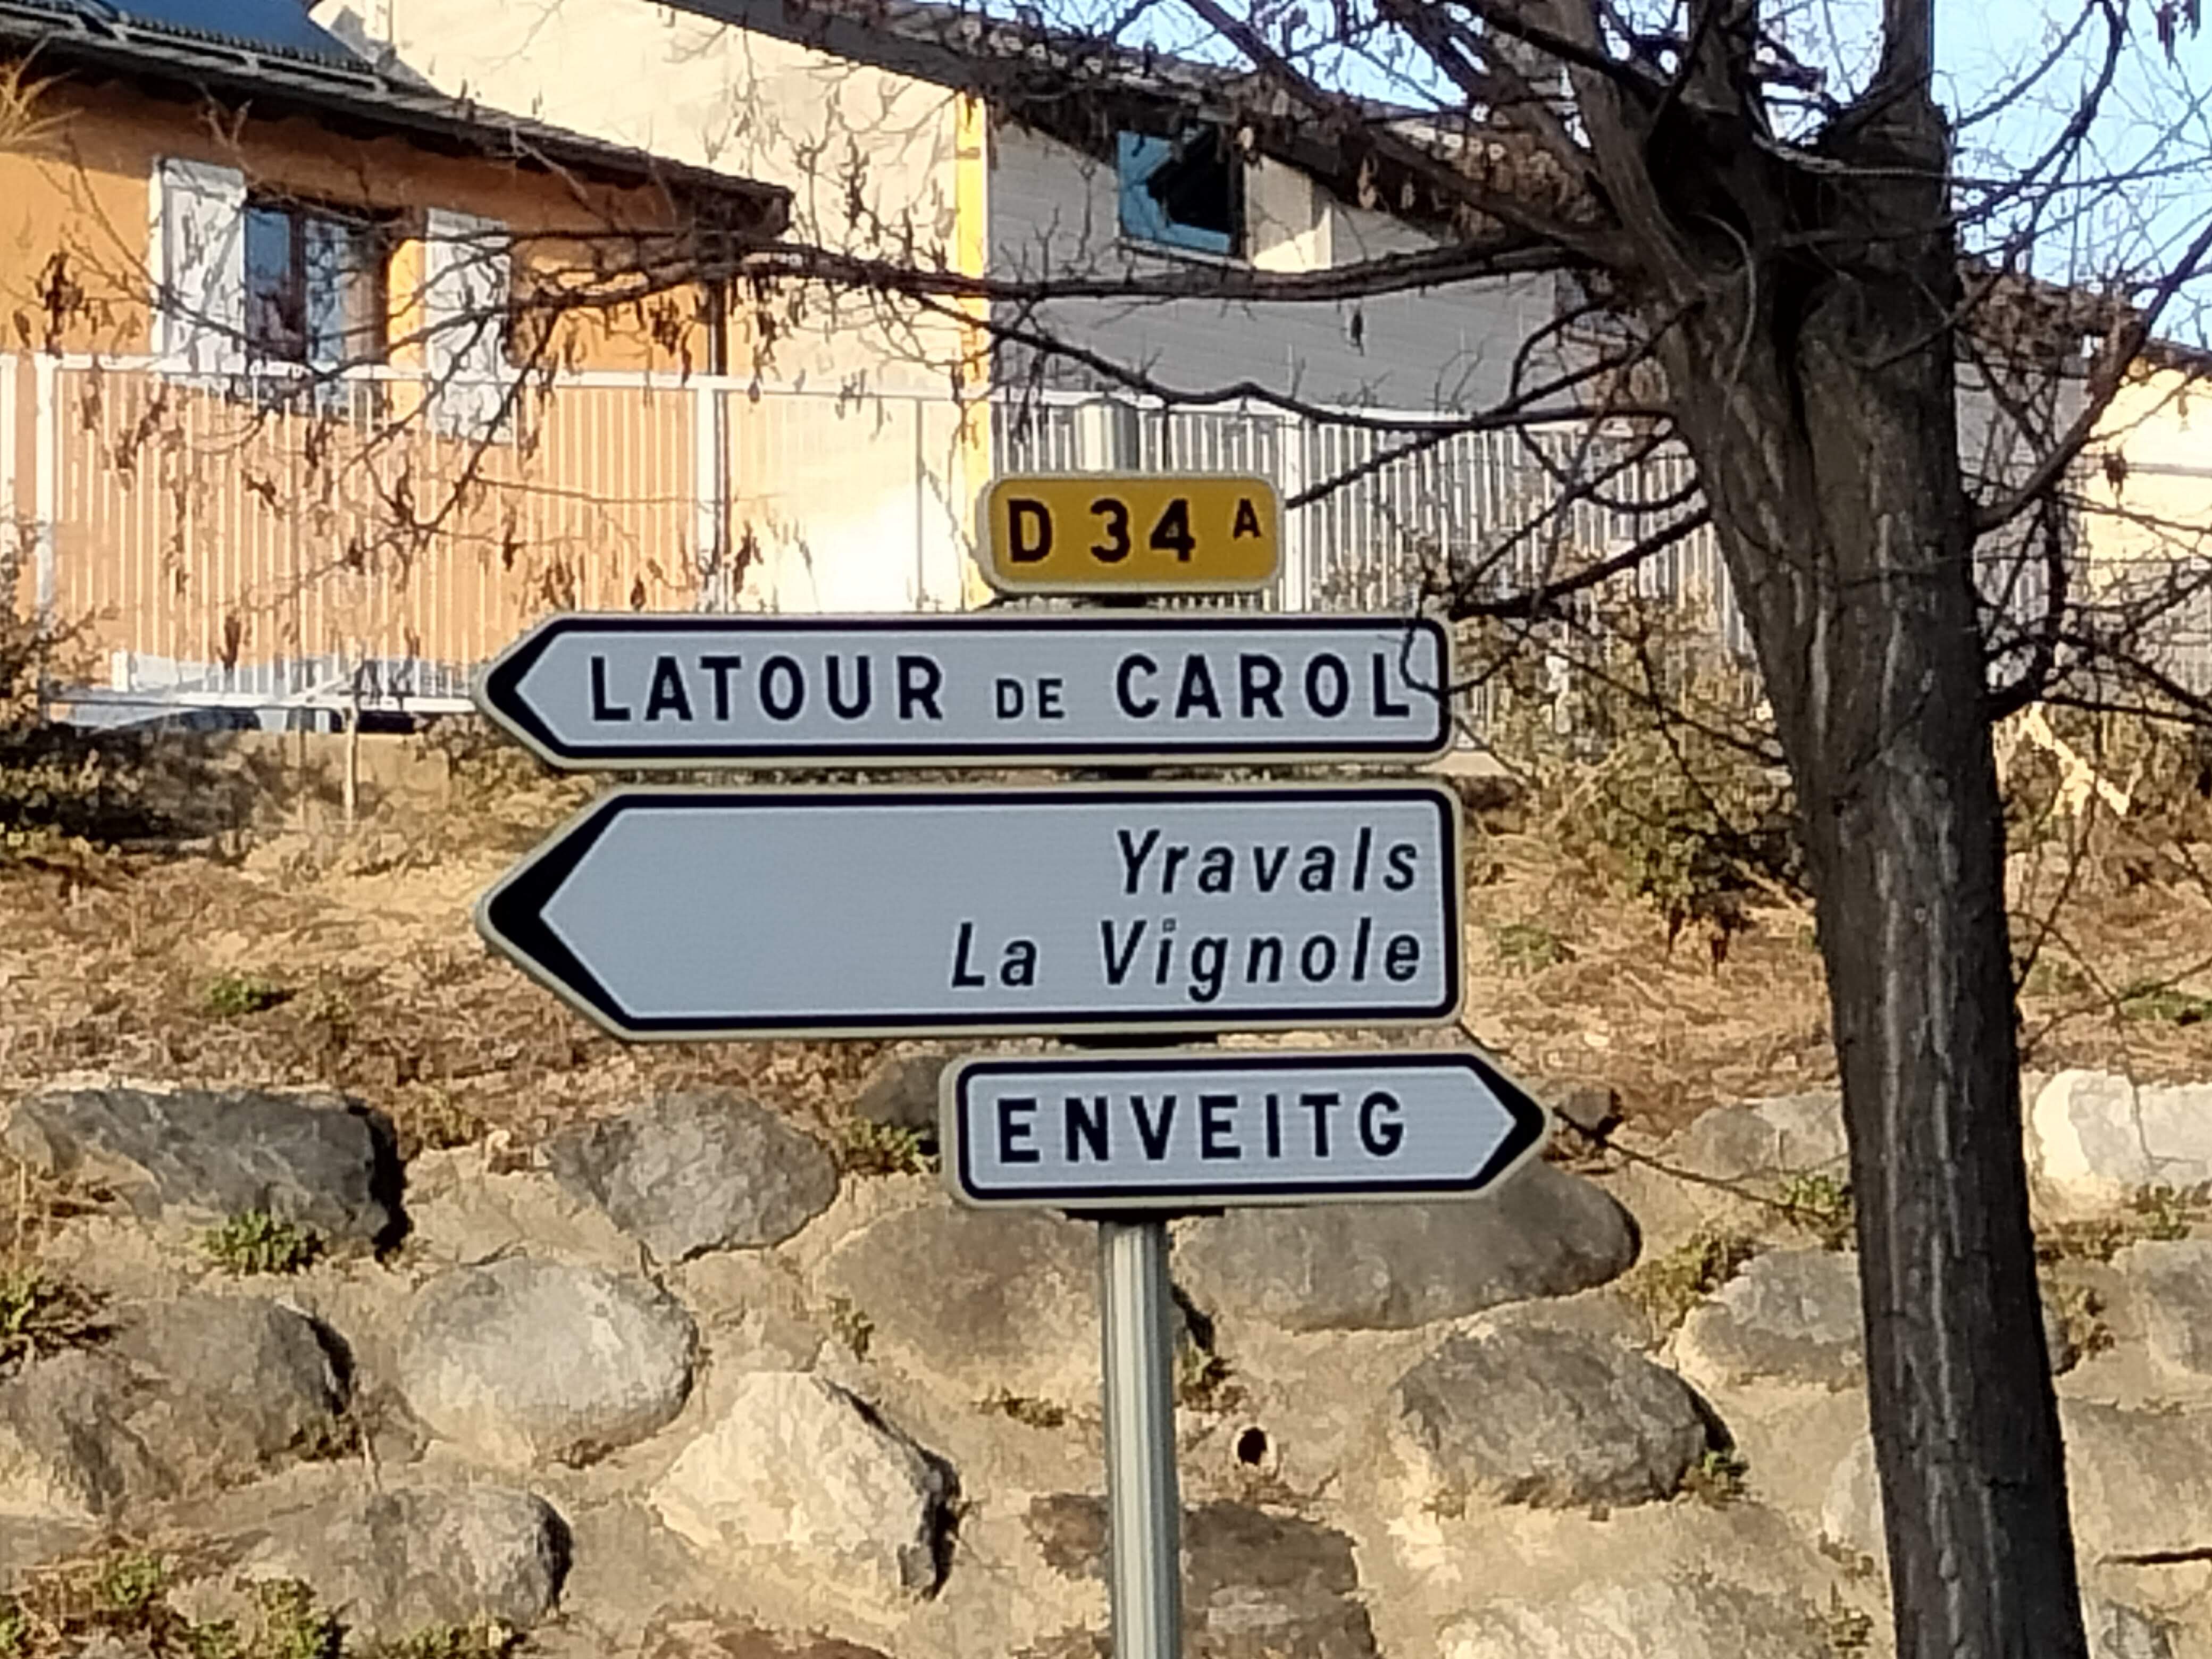 D 34 A
LATOUR DE CAROL
Yravals
La Vignole
ENVEITG